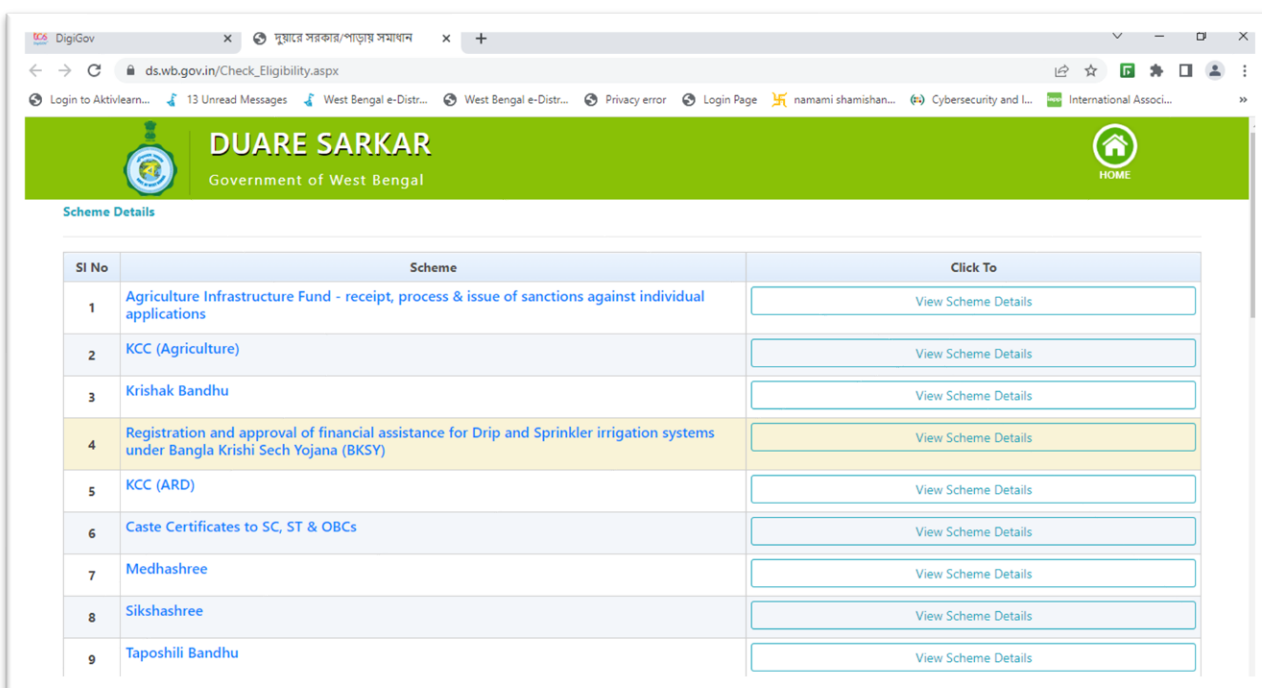 DigiGov
দুয়ারে সরকার/পাড়ায় সমাধান
ds.wb.gov.in/Check_Eligibility.aspx
Login to Aktivlearn... 13 Unread Messages West Bengal e-Distr... West Bengal e-Distr... Privacy error Login Page namami shamishan... Cybersecurity and I... International Associ... »
DUARE SARKAR
Government of West Bengal
HOME
Scheme Details
Sl No Scheme Click To
1 Agriculture Infrastructure Fund - receipt, process & issue of sanctions against individual
applications View Scheme Details
2 KCC (Agriculture) View Scheme Details
3 Krishak Bandhu View Scheme Details
4 Registration and approval of financial assistance for Drip and Sprinkler irrigation systems
under Bangla Krishi Sech Yojana (BKSY) View Scheme Details
5 KCC (ARD) View Scheme Details
6 Caste Certificates to SC, ST & OBCs View Scheme Details
7 Medhashree View Scheme Details
8 Sikshashree View Scheme Details
9 Taposhili Bandhu View Scheme Details